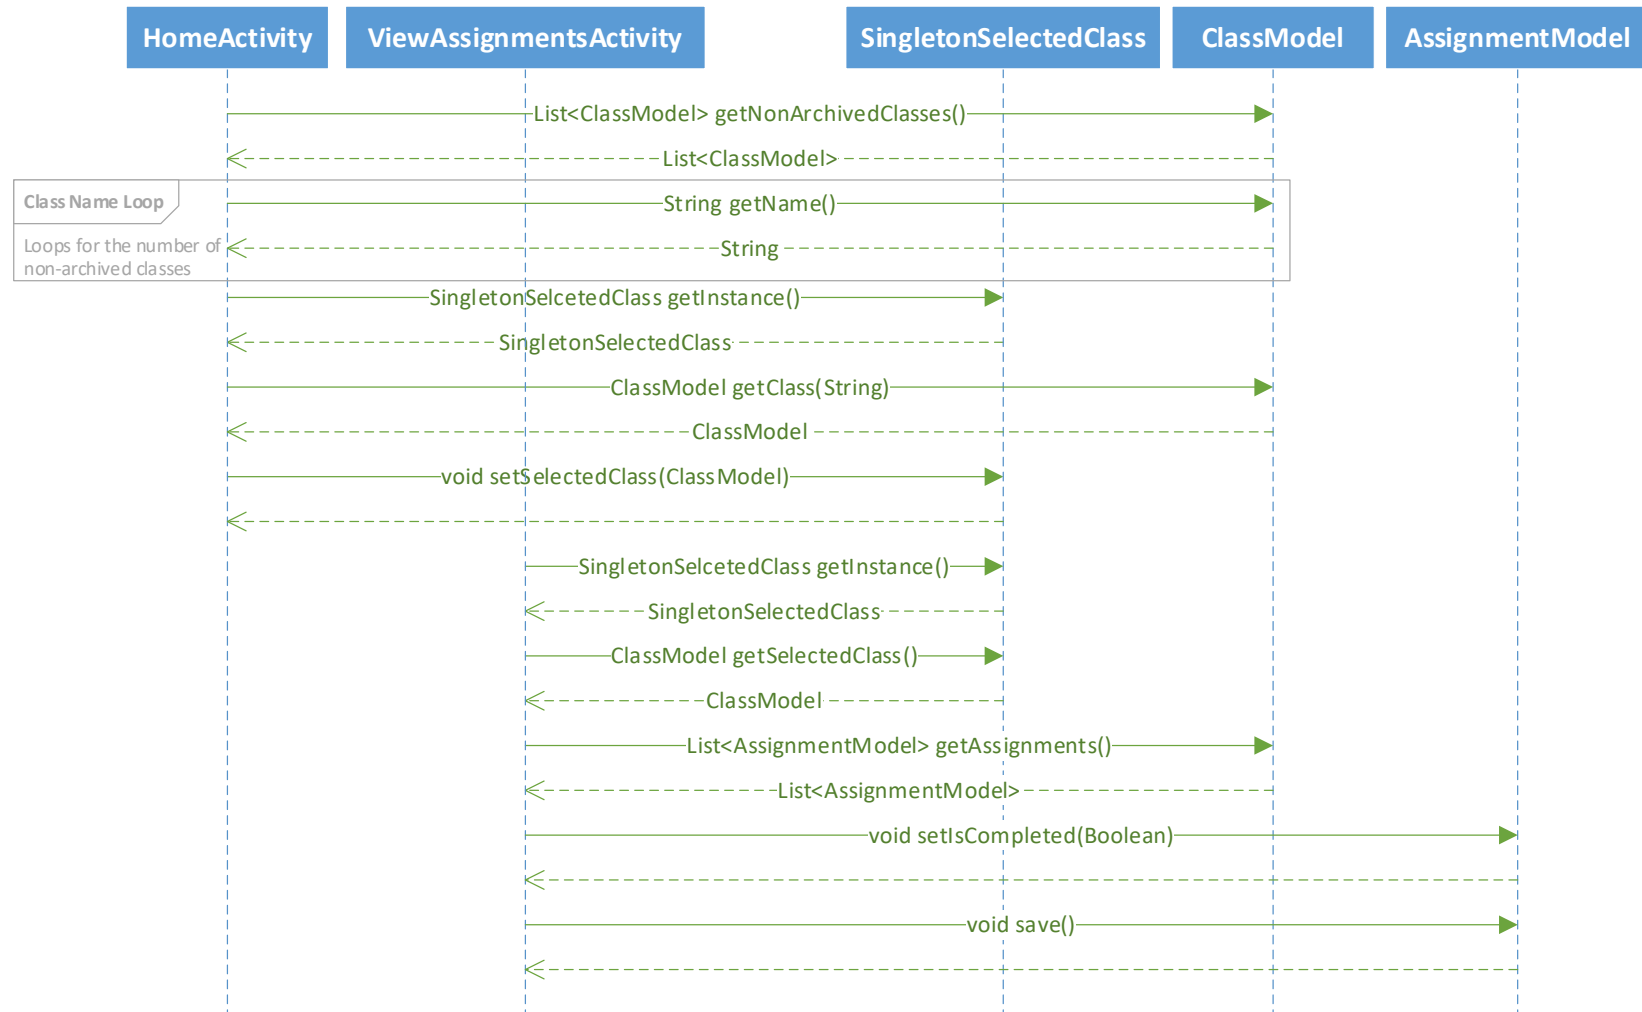 HomeActivity
ViewAssignmentsActivity
SingletonSelectedClass
ClassModel
AssignmentModel
List<ClassModel> getNonArchivedClasses()
List<ClassModel>
Class Name Loop
String getName()
Loops for the number of
non-archived classes
String
SingletonSelcetedClass getInstance()
SingletonSelectedClass
ClassModel getClass(String)
ClassModel
void setSelectedClass(ClassModel)
SingletonSelcetedClass getInstance()
SingletonSelectedClass
ClassModel getSelectedClass()
ClassModel
List<AssignmentModel> getAssignments()
List<AssignmentModel>
void setIsCompleted(Boolean)
void save()